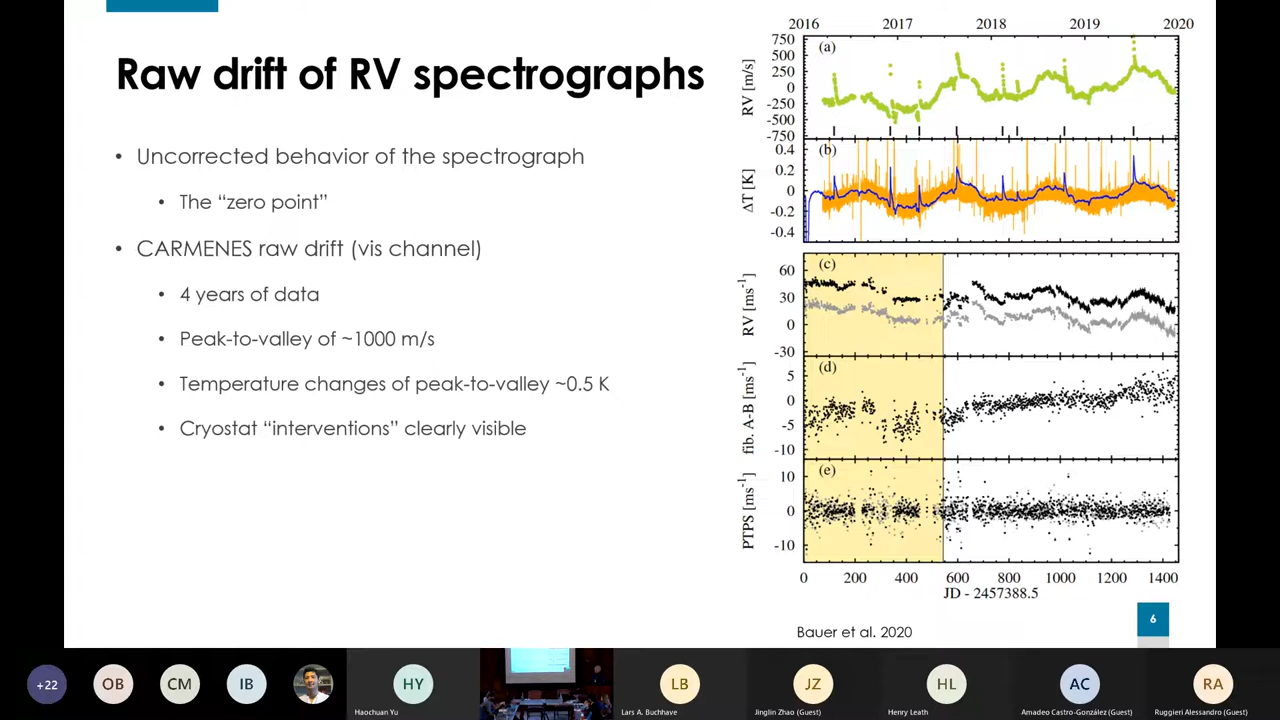 Raw drift of RV spectrographs
• Uncorrected behavior of the spectrograph
• The “zero point”
• CARMENES raw drift (vis channel)
• 4 years of data
• Peak-to-valley of ~1000 m/s
• Temperature changes of peak-to-valley ~0.5 K
• Cryostat “interventions” clearly visible
2016 2017 2018 2019 2020
(a)
RV [m/s]
750
500
250
0
-250
-500
-750
(b)
ΔT [K]
0.4
0.2
0
-0.2
-0.4
(c)
RV [ms-1]
60
30
0
-30
(d)
fib. A-B [ms-1]
5
0
-5
-10
(e)
PTPS [ms-1]
10
0
-10
0 200 400 600 800 1000 1200 1400
JD - 2457388.5
Bauer et al. 2020
6
+22 OB CM IB HY LB JZ HL AC RA
Haochuan Yu Lars A. Buchhave Jinglin Zhao (Guest) Henry Leath Amadeo Castro-González (Guest) Ruggieri Alessandro (Guest)